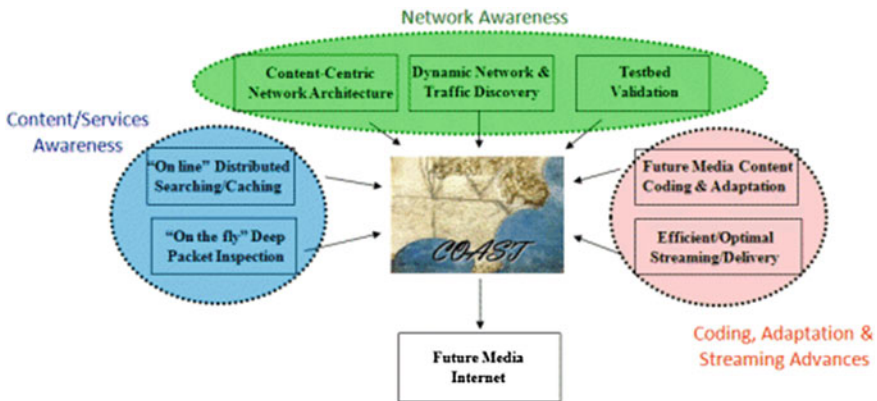 Network Awareness
Content-Centric
Network Architecture
Dynamic Network &
Traffic Discovery
Testbed
Validation
Content/Services
Awareness
“On line” Distributed
Searching/Caching
“On the fly” Deep
Packet Inspection
COAST
Future Media Content
Coding & Adaptation
Efficient/Optimal
Streaming/Delivery
Coding, Adaptation &
Streaming Advances
Future Media
Internet